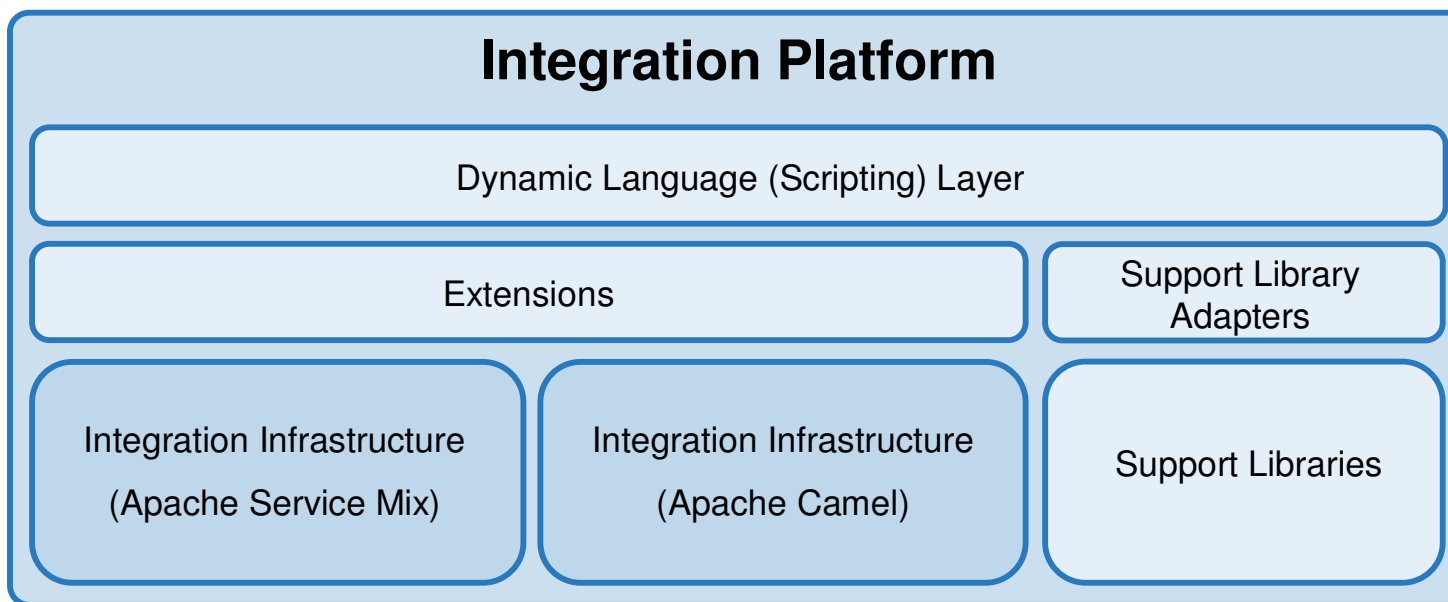 Integration Platform
Dynamic Language (Scripting) Layer
Extensions
Support Library
Adapters
Integration Infrastructure
(Apache Service Mix)
Integration Infrastructure
(Apache Camel)
Support Libraries